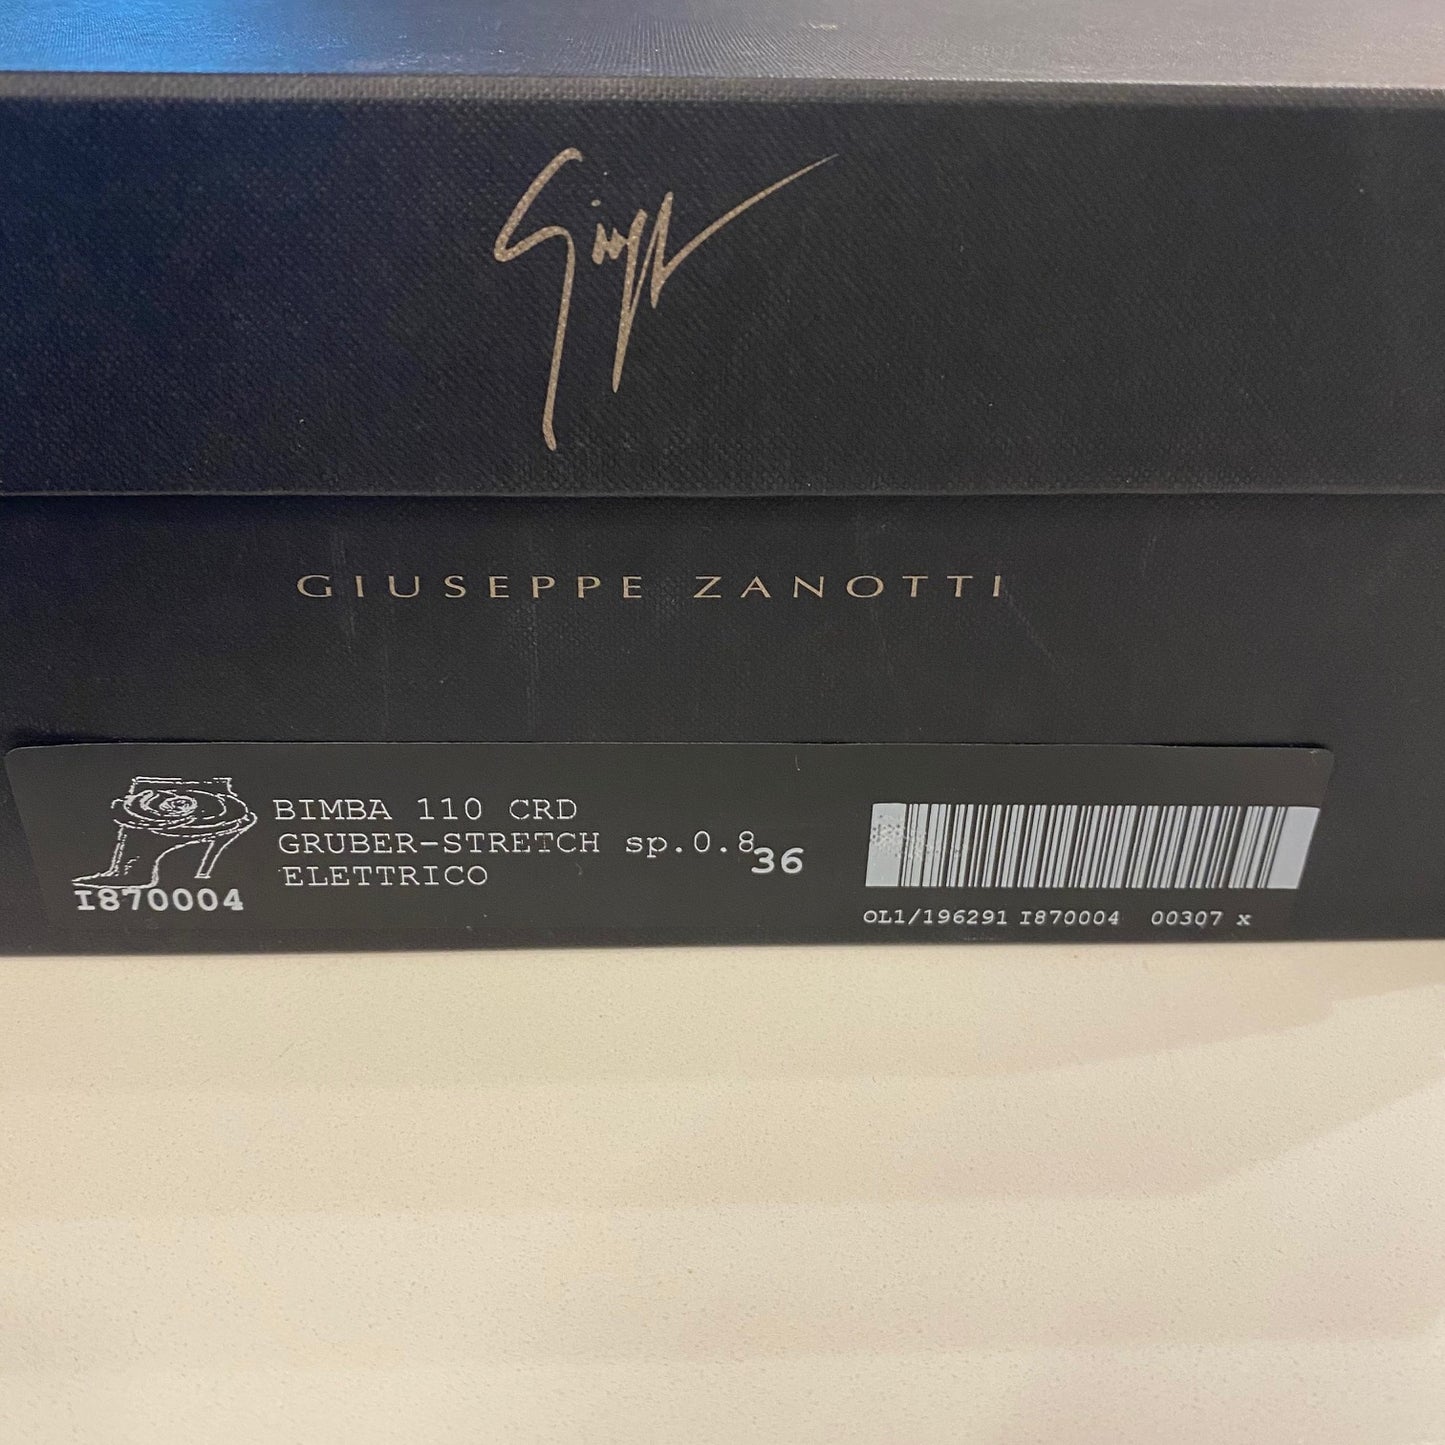 GIUSEPPE ZANOTTI
BIMBA 110 CRD
GRUBER-STRETCH sp.0.8
36
ELETTRICO
I870004
OL1/196291 I870004 00307 x